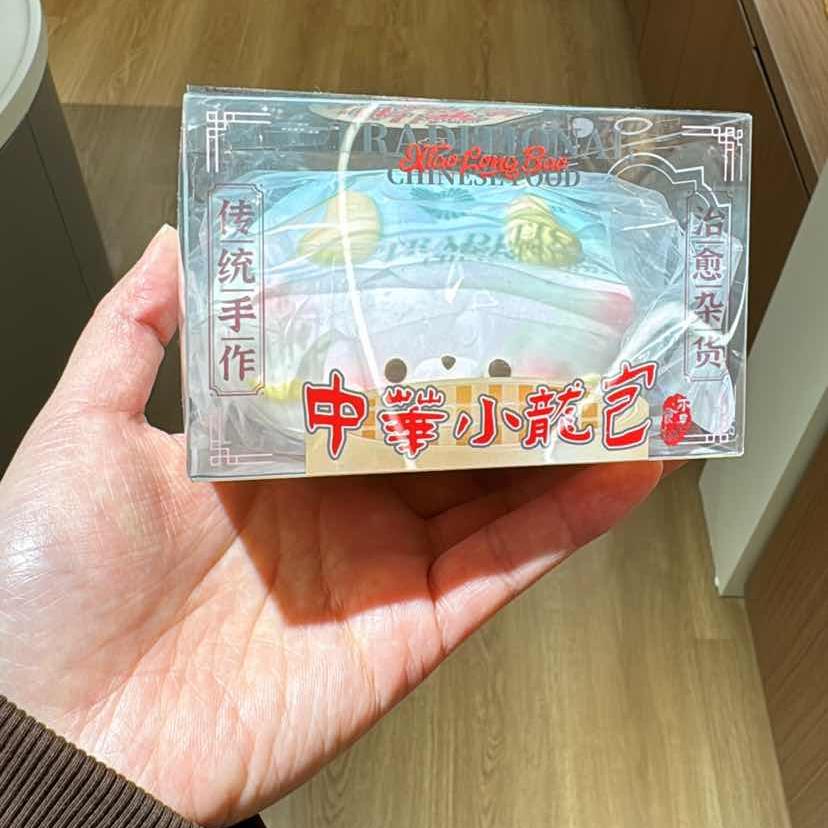 TRADITIONAL
Xiao Long Bao
CHINESE FOOD
传统手作
治愈杂货
中華小龍包